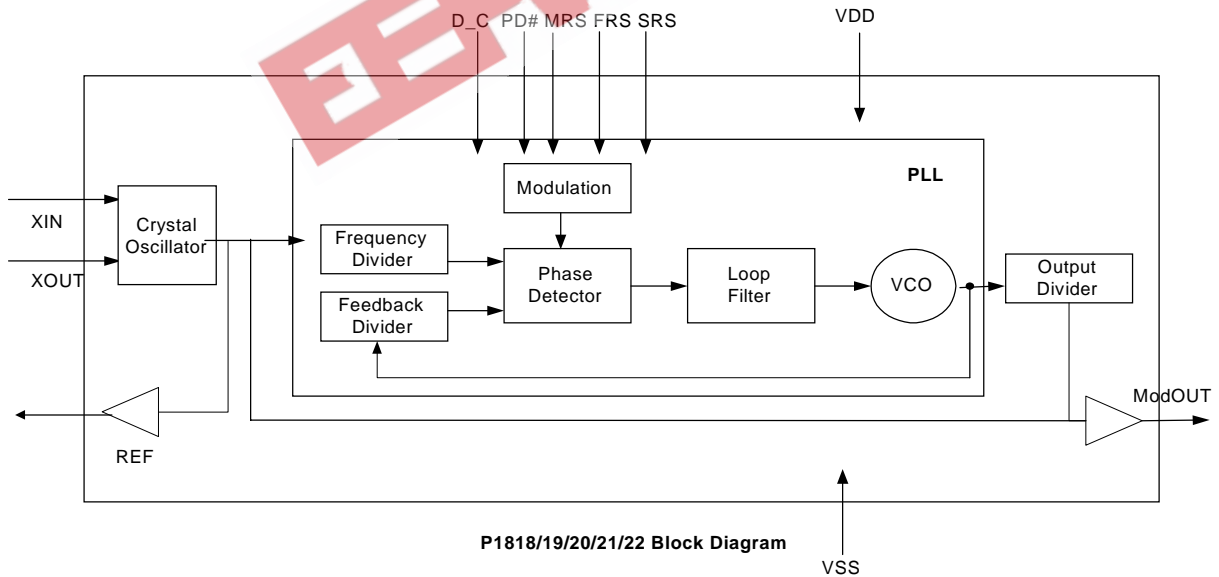 D_C PD# MRS FRS SRS
VDD
PLL
Modulation
XIN
XOUT
Crystal
Oscillator
Frequency
Divider
Feedback
Divider
Phase
Detector
Loop
Filter
VCO
Output
Divider
REF
ModOUT
P1818/19/20/21/22 Block Diagram
VSS